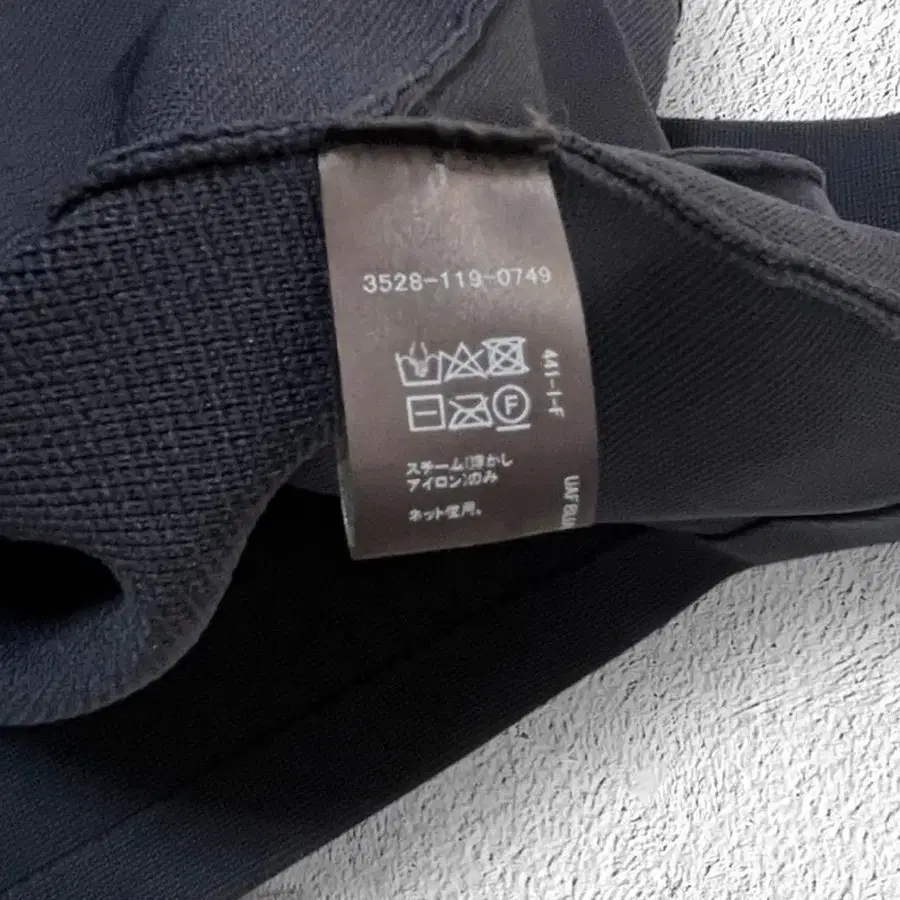 3528-119-0749
441-1-F
F
スチーム(浮かし
アイロン)のみ
ネット使用。